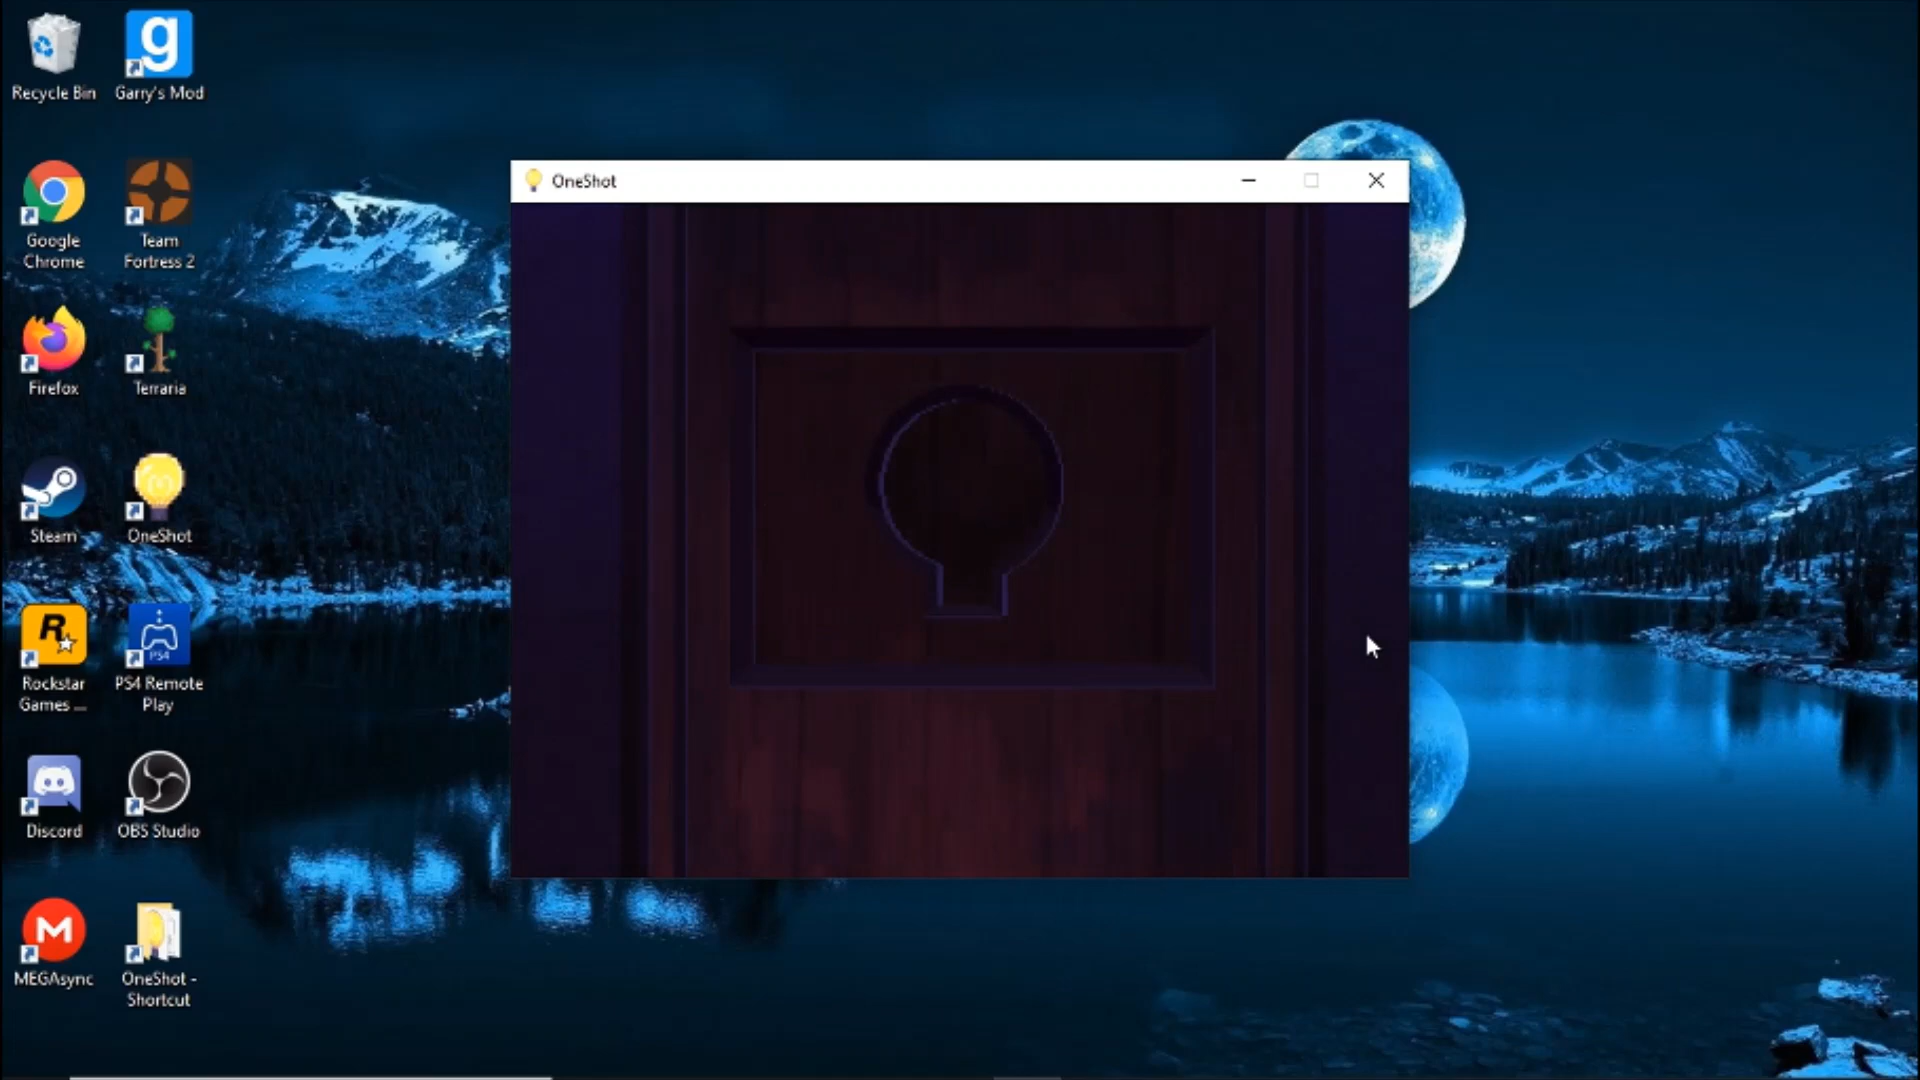 Recycle Bin
Garry's Mod
Google
Chrome
Team
Fortress 2
Firefox
Terraria
Steam
OneShot
R
Rockstar
Games ...
PS4
PS4 Remote
Play
Discord
OBS Studio
M
MEGAsync
OneShot -
Shortcut
g
OneShot